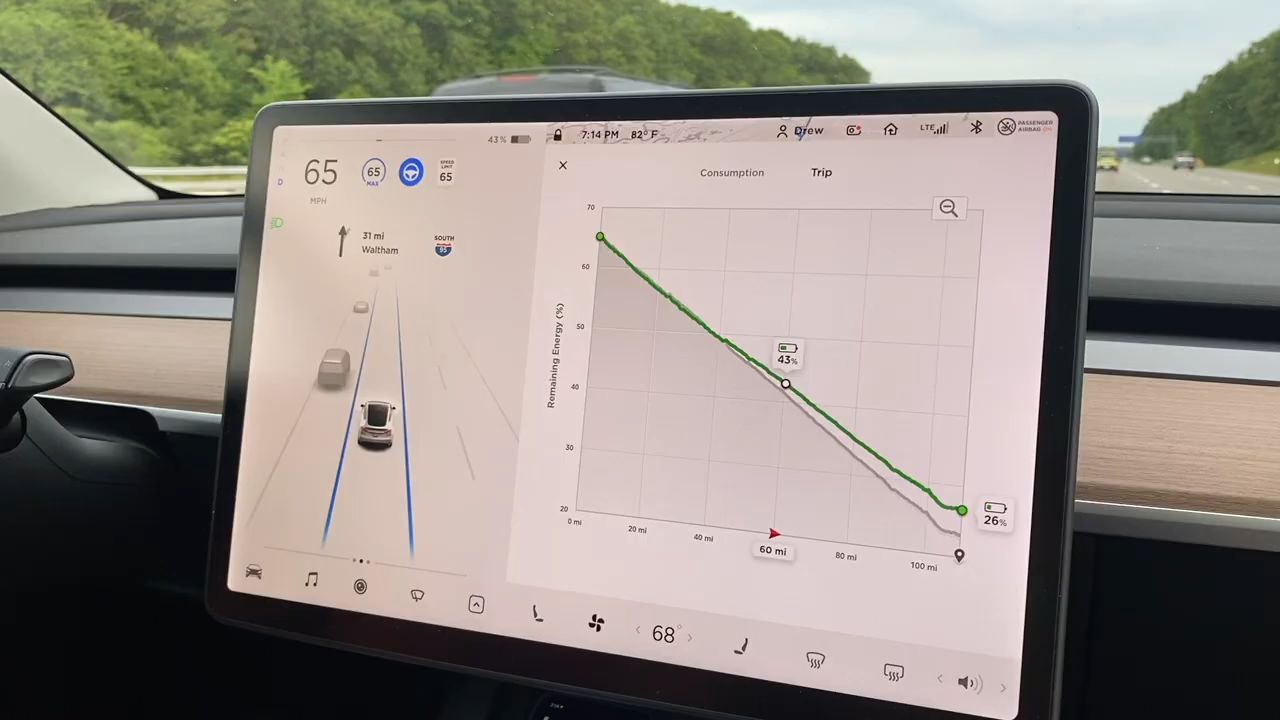 43 %
7:14 PM 82° F
Drew
LTE
PASSENGER
AIRBAG ON
65
MPH
65
MAX
SPEED
LIMIT
65
D
31 mi
Waltham
SOUTH
95
Consumption Trip
Remaining Energy (%)
70
60
50
40
30
20
43%
26%
0 mi
20 mi
40 mi
60 mi
80 mi
100 mi
68°